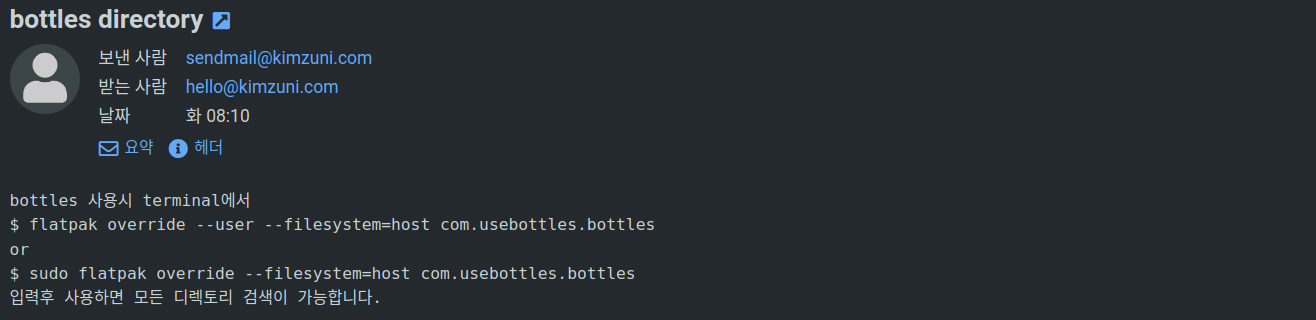 bottles directory
보낸 사람 sendmail@kimzuni.com
받는 사람 hello@kimzuni.com
날짜 화 08:10
요약 헤더
bottles 사용시 terminal에서
$ flatpak override --user --filesystem=host com.usebottles.bottles
or
$ sudo flatpak override --filesystem=host com.usebottles.bottles
입력후 사용하면 모든 디렉토리 검색이 가능합니다.